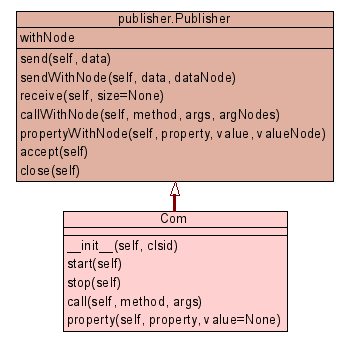 publisher.Publisher
withNode
send(self, data)
sendWithNode(self, data, dataNode)
receive(self, size=None)
callWithNode(self, method, args, argNodes)
propertyWithNode(self, property, value, valueNode)
accept(self)
close(self)
Com
__init__(self, clsid)
start(self)
stop(self)
call(self, method, args)
property(self, property, value=None)